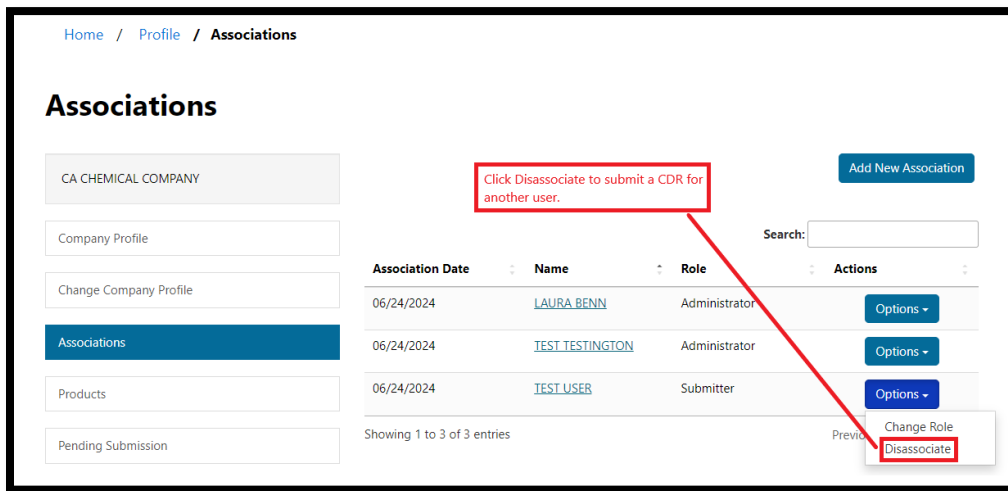 Home / Profile / Associations
Associations
CA CHEMICAL COMPANY
Company Profile
Change Company Profile
Associations
Products
Pending Submission
Click Disassociate to submit a CDR for
another user.
Add New Association
Search:
Association Date Name Role Actions
06/24/2024 LAURA BENN Administrator Options
06/24/2024 TEST TESTINGTON Administrator Options
06/24/2024 TEST USER Submitter Options
Change Role
Disassociate
Showing 1 to 3 of 3 entries